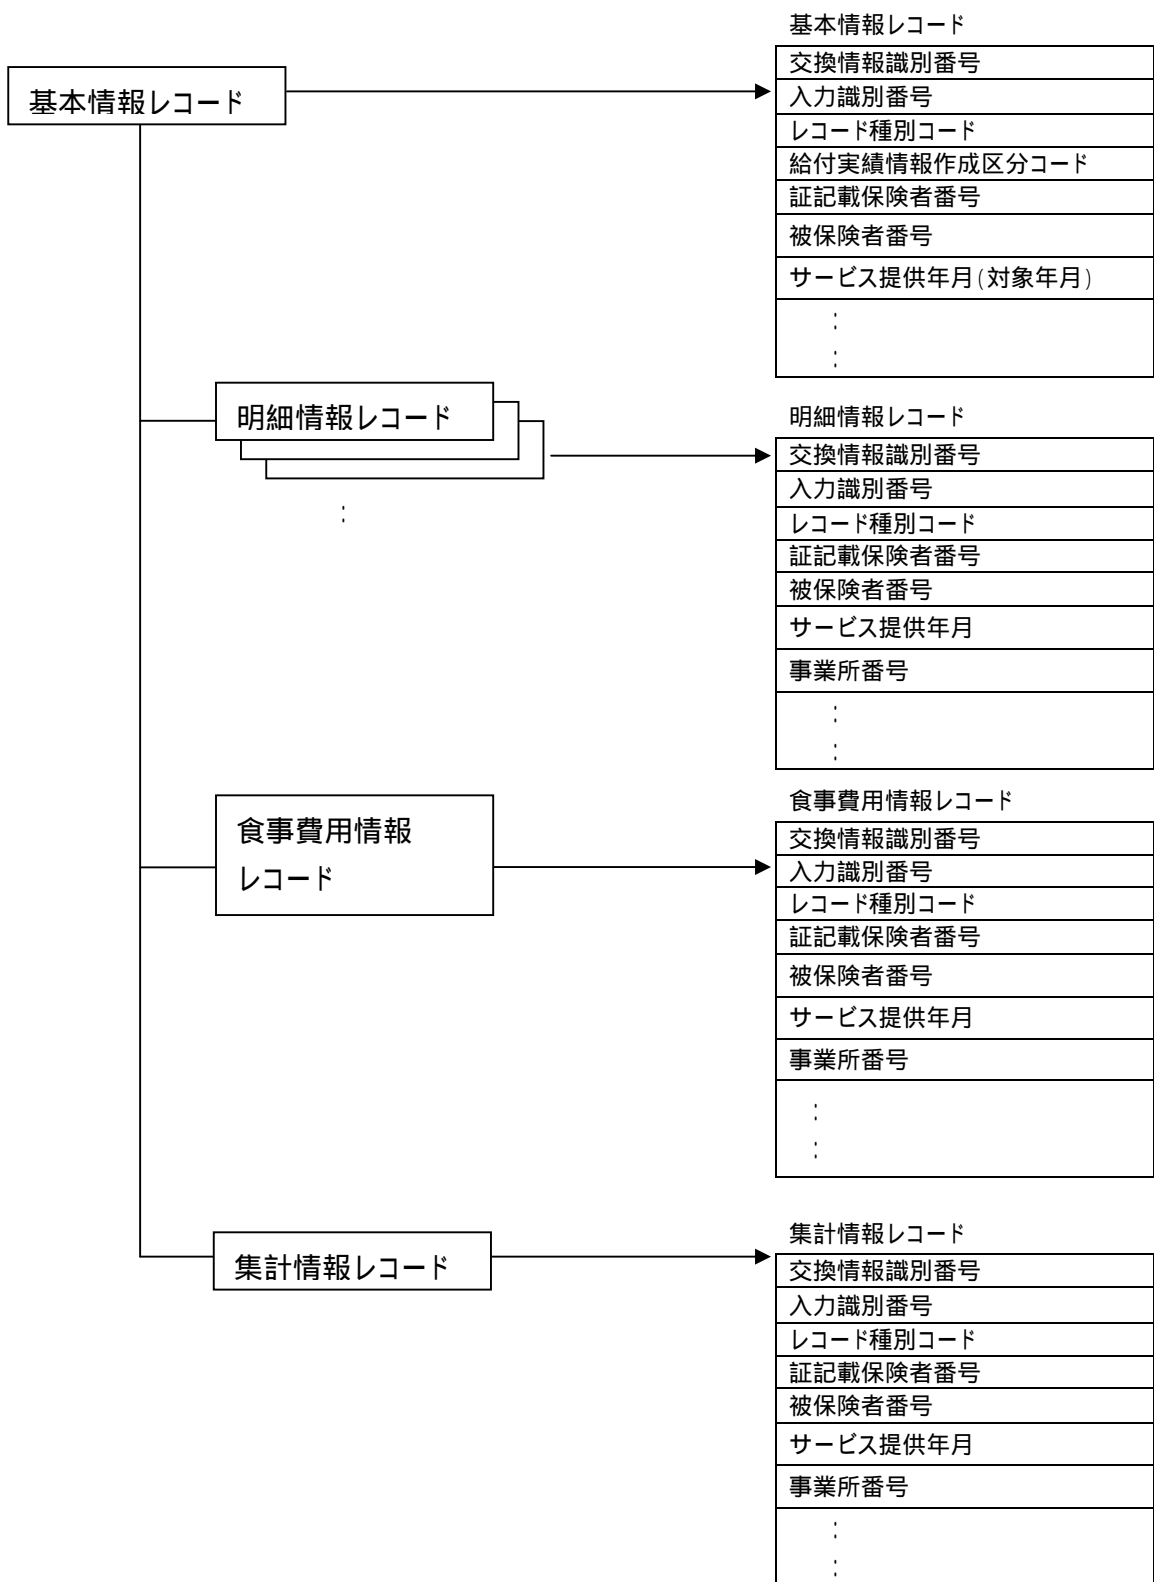 基本情報レコード
基本情報レコード
交換情報識別番号
入力識別番号
レコード種別コード
給付実績情報作成区分コード
証記載保険者番号
被保険者番号
サービス提供年月(対象年月)
:
:
明細情報レコード
:
明細情報レコード
交換情報識別番号
入力識別番号
レコード種別コード
証記載保険者番号
被保険者番号
サービス提供年月
事業所番号
:
:
食事費用情報
レコード
食事費用情報レコード
交換情報識別番号
入力識別番号
レコード種別コード
証記載保険者番号
被保険者番号
サービス提供年月
事業所番号
:
:
集計情報レコード
集計情報レコード
交換情報識別番号
入力識別番号
レコード種別コード
証記載保険者番号
被保険者番号
サービス提供年月
事業所番号
:
: